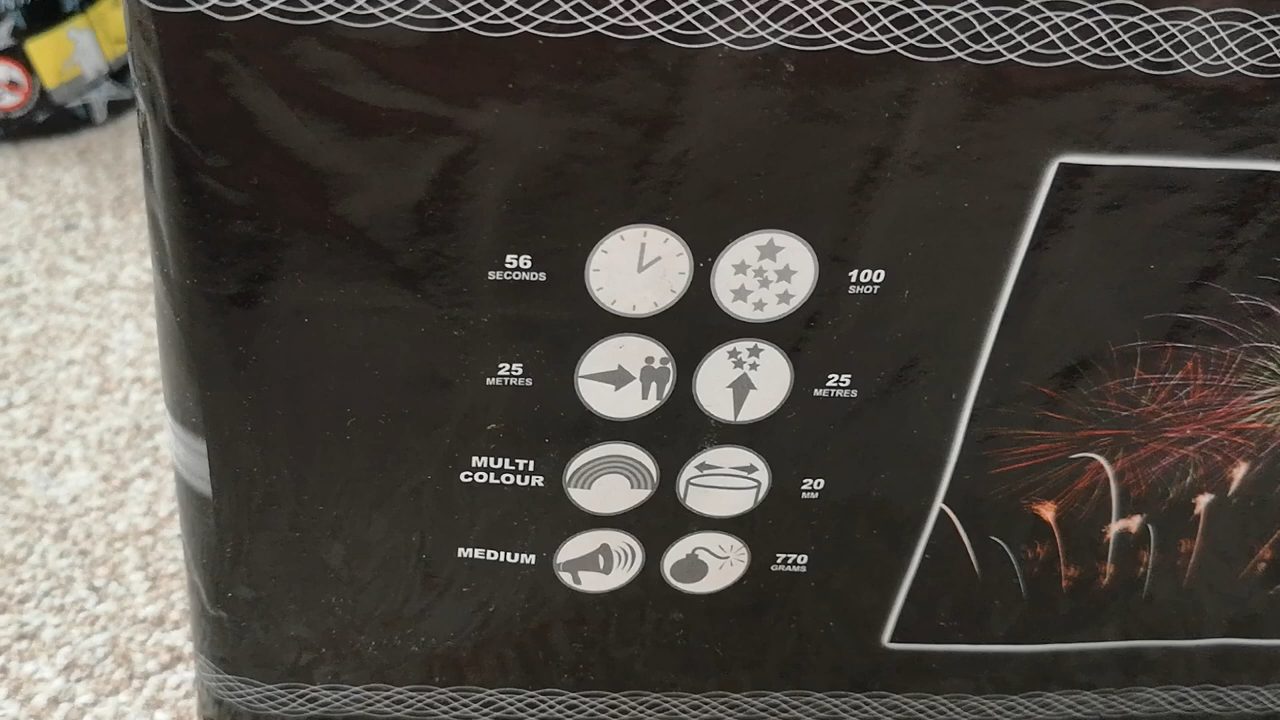 56
SECONDS
100
SHOT
25
METRES
25
METRES
MULTI
COLOUR
20
MM
MEDIUM
770
GRAMS